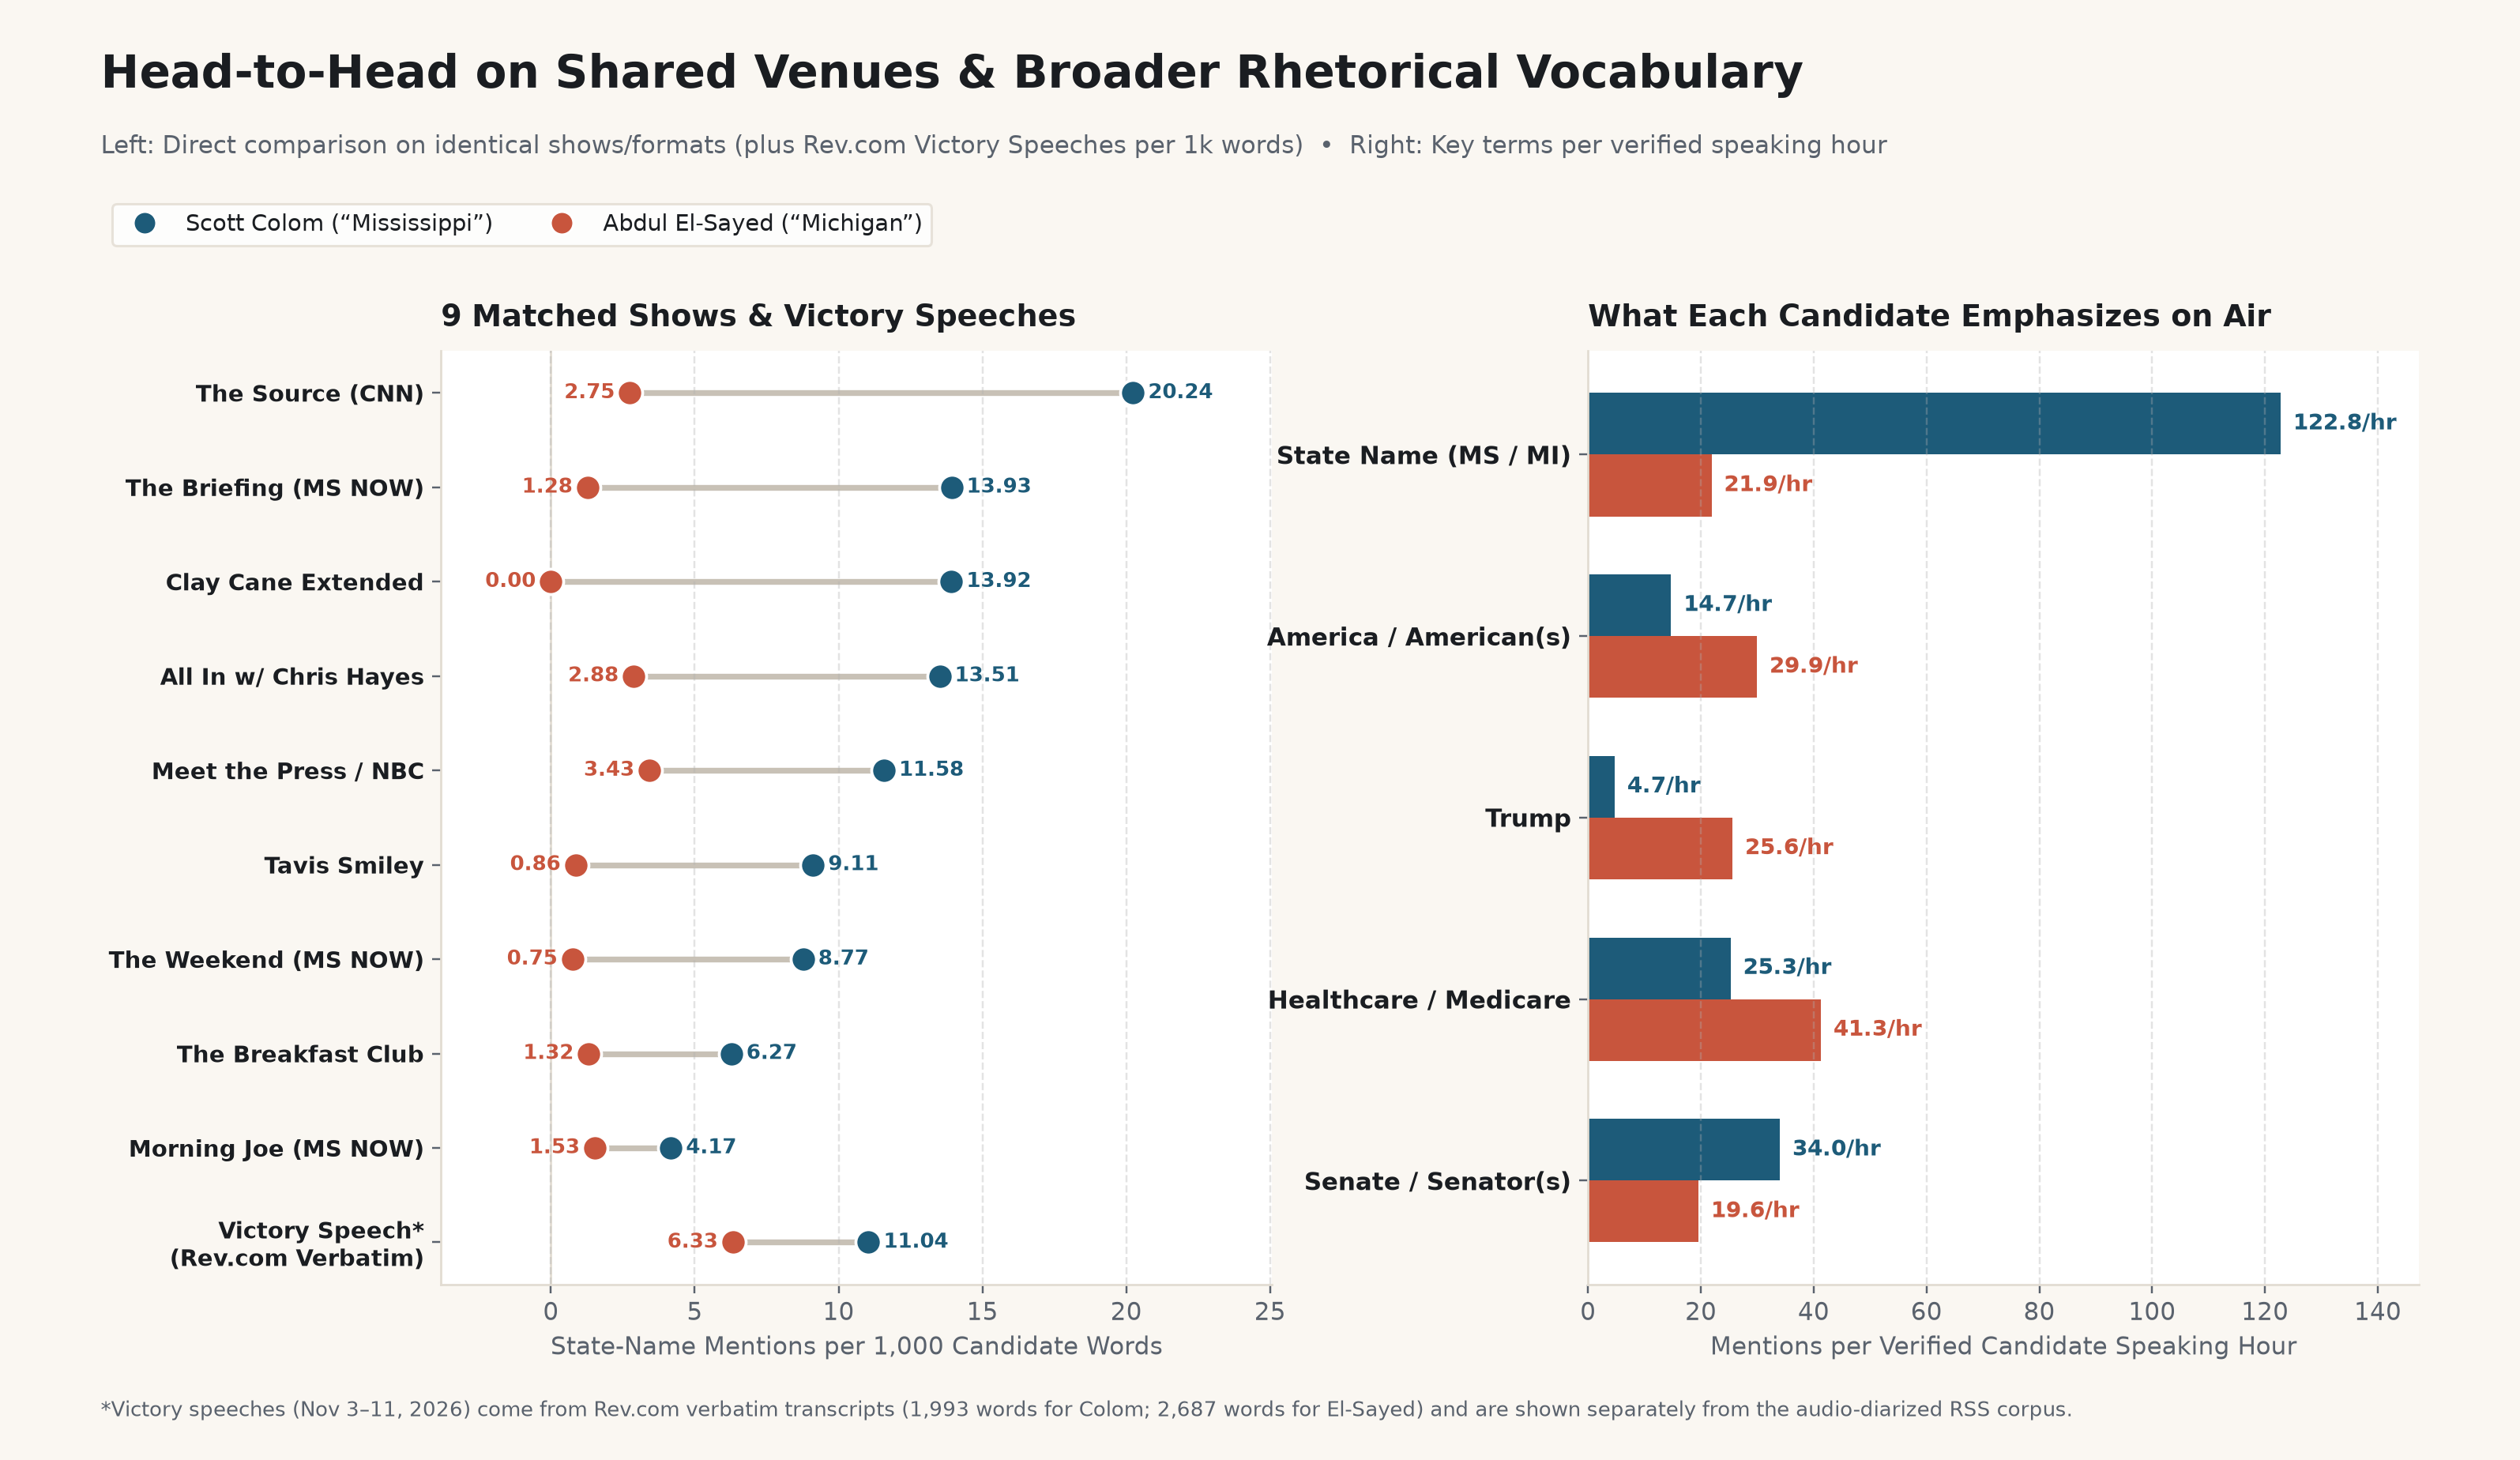 Head-to-Head on Shared Venues & Broader Rhetorical Vocabulary
Left: Direct comparison on identical shows/formats (plus Rev.com Victory Speeches per 1k words)  •  Right: Key terms per verified speaking hour
Scott Colom (“Mississippi”)
Abdul El-Sayed (“Michigan”)
9 Matched Shows & Victory Speeches
The Source (CNN) 2.75 20.24
The Briefing (MS NOW) 1.28 13.93
Clay Cane Extended 0.00 13.92
All In w/ Chris Hayes 2.88 13.51
Meet the Press / NBC 3.43 11.58
Tavis Smiley 0.86 9.11
The Weekend (MS NOW) 0.75 8.77
The Breakfast Club 1.32 6.27
Morning Joe (MS NOW) 1.53 4.17
Victory Speech*
(Rev.com Verbatim) 6.33 11.04
0 5 10 15 20 25
State-Name Mentions per 1,000 Candidate Words
What Each Candidate Emphasizes on Air
State Name (MS / MI) 122.8/hr
21.9/hr
America / American(s) 14.7/hr
29.9/hr
Trump 4.7/hr
25.6/hr
Healthcare / Medicare 25.3/hr
41.3/hr
Senate / Senator(s) 34.0/hr
19.6/hr
0 20 40 60 80 100 120 140
Mentions per Verified Candidate Speaking Hour
*Victory speeches (Nov 3–11, 2026) come from Rev.com verbatim transcripts (1,993 words for Colom; 2,687 words for El-Sayed) and are shown separately from the audio-diarized RSS corpus.